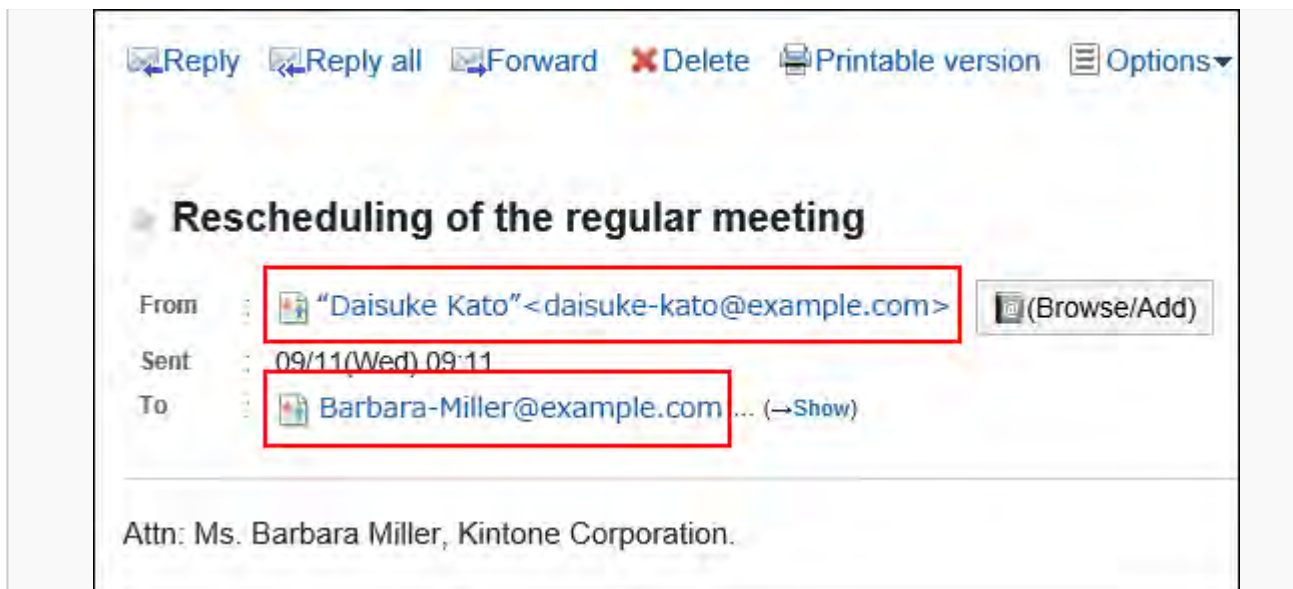 Reply Reply all Forward Delete Printable version Options
Rescheduling of the regular meeting
From : “Daisuke Kato”<daisuke-kato@example.com> (Browse/Add)
Sent : 09/11(Wed) 09:11
To : Barbara-Miller@example.com ... (→Show)
Attn: Ms. Barbara Miller, Kintone Corporation.